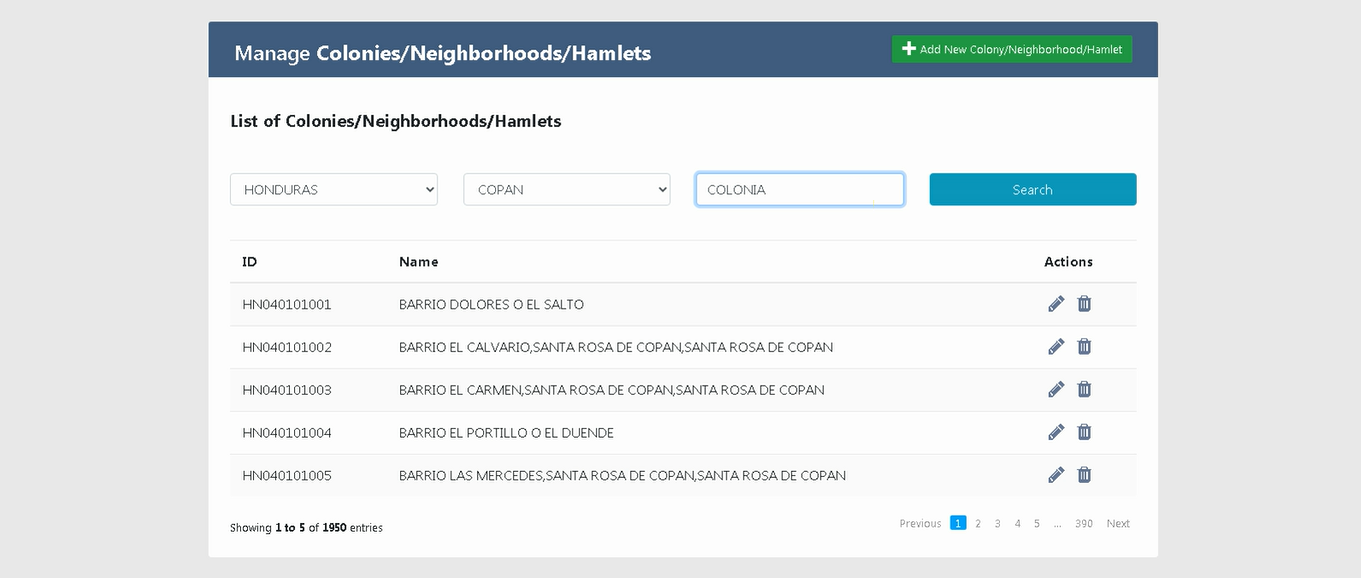 Manage Colonies/Neighborhoods/Hamlets
Add New Colony/Neighborhood/Hamlet
List of Colonies/Neighborhoods/Hamlets
HONDURAS COPAN COLONIA Search
ID Name Actions
HN040101001 BARRIO DOLORES O EL SALTO
HN040101002 BARRIO EL CALVARIO,SANTA ROSA DE COPAN,SANTA ROSA DE COPAN
HN040101003 BARRIO EL CARMEN,SANTA ROSA DE COPAN,SANTA ROSA DE COPAN
HN040101004 BARRIO EL PORTILLO O EL DUENDE
HN040101005 BARRIO LAS MERCEDES,SANTA ROSA DE COPAN,SANTA ROSA DE COPAN
Showing 1 to 5 of 1950 entries
Previous 1 2 3 4 5 ... 390 Next